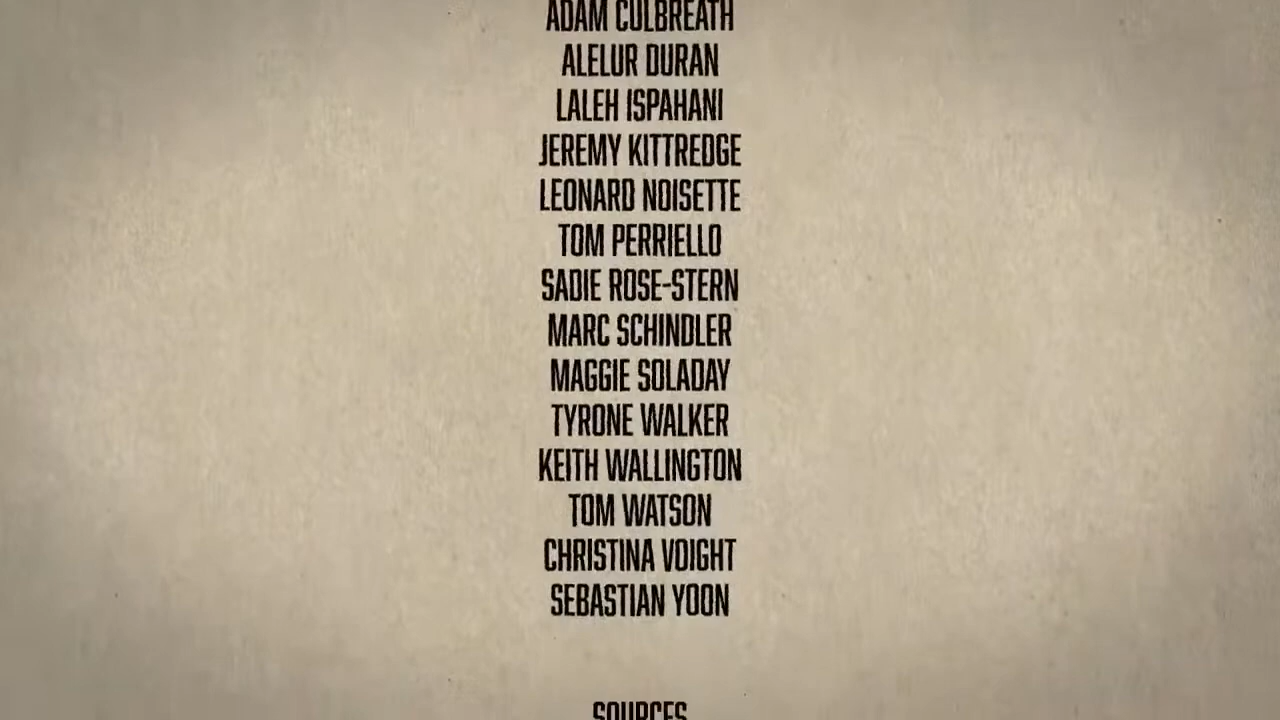 ADAM CULBREATH
ALELUR DURAN
LALEH ISPAHANI
JEREMY KITTREDGE
LEONARD NOISETTE
TOM PERRIELLO
SADIE ROSE-STERN
MARC SCHINDLER
MAGGIE SOLADAY
TYRONE WALKER
KEITH WALLINGTON
TOM WATSON
CHRISTINA VOIGHT
SEBASTIAN YOON
SOURCES